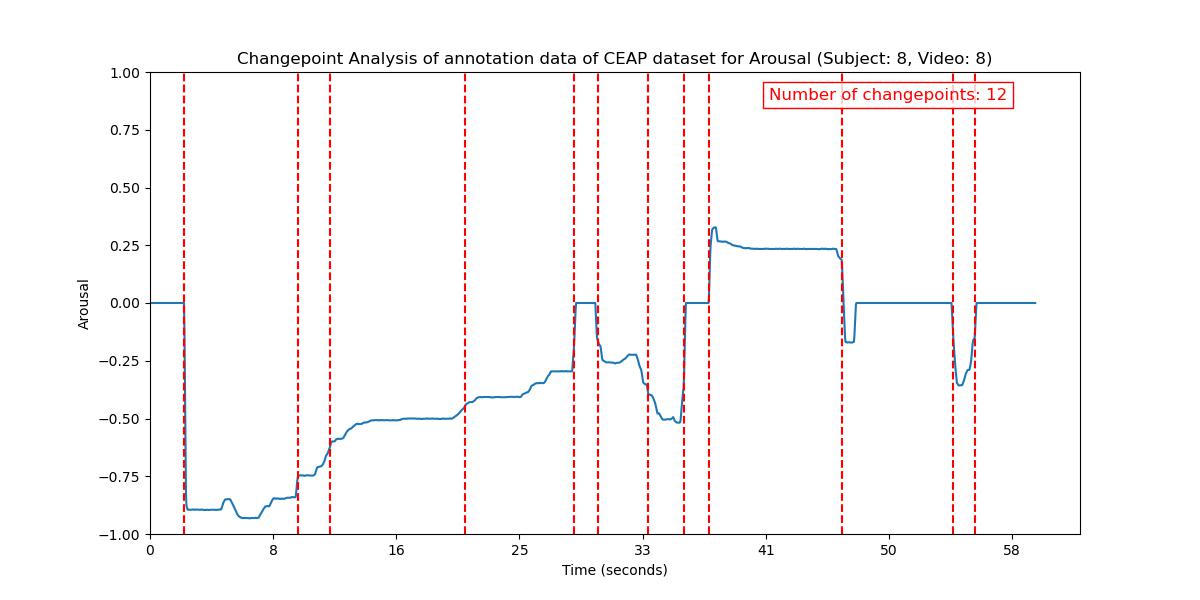 Changepoint Analysis of annotation data of CEAP dataset for Arousal (Subject: 8, Video: 8)
Number of changepoints: 12
1.00
0.75
0.50
0.25
0.00
−0.25
−0.50
−0.75
−1.00
Arousal
0 8 16 25 33 41 50 58
Time (seconds)